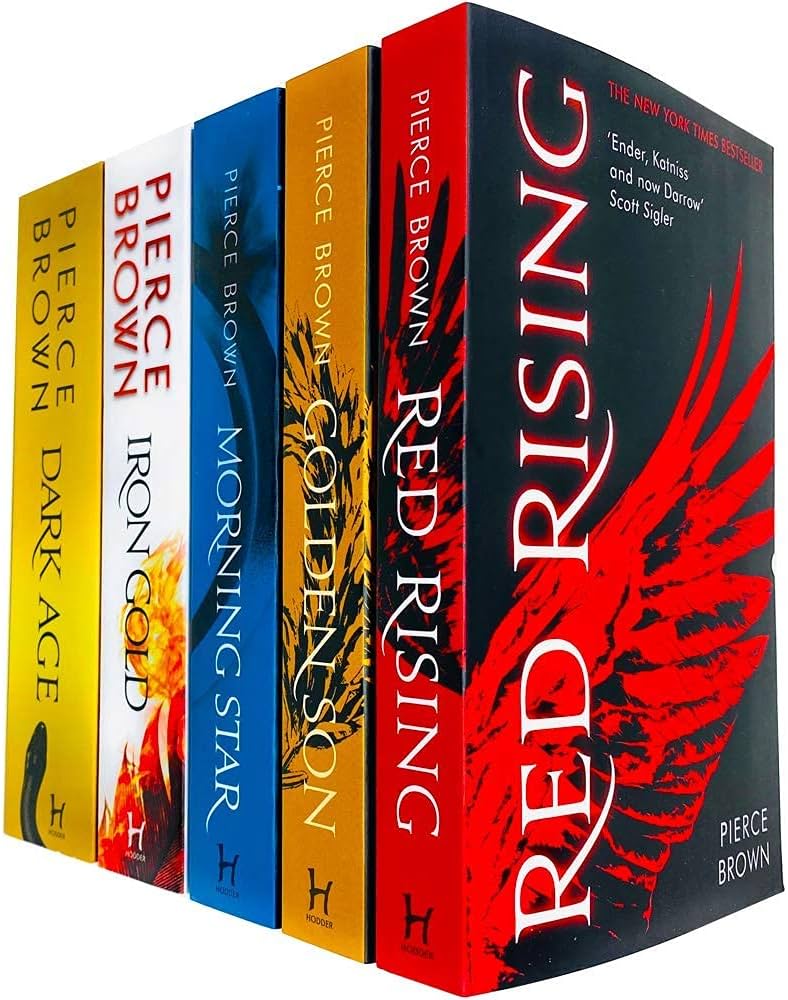 PIERCE
BROWN
DARK AGE
H
HODDER
PIERCE
BROWN
IRON GOLD
H
HODDER
PIERCE BROWN
MORNING STAR
H
HODDER
PIERCE BROWN
GOLDEN SON
H
HODDER
PIERCE BROWN
RED RISING
H
HODDER
RED RISING
THE NEW YORK TIMES BESTSELLER
'Ender, Katniss
and now Darrow'
Scott Sigler
PIERCE
BROWN